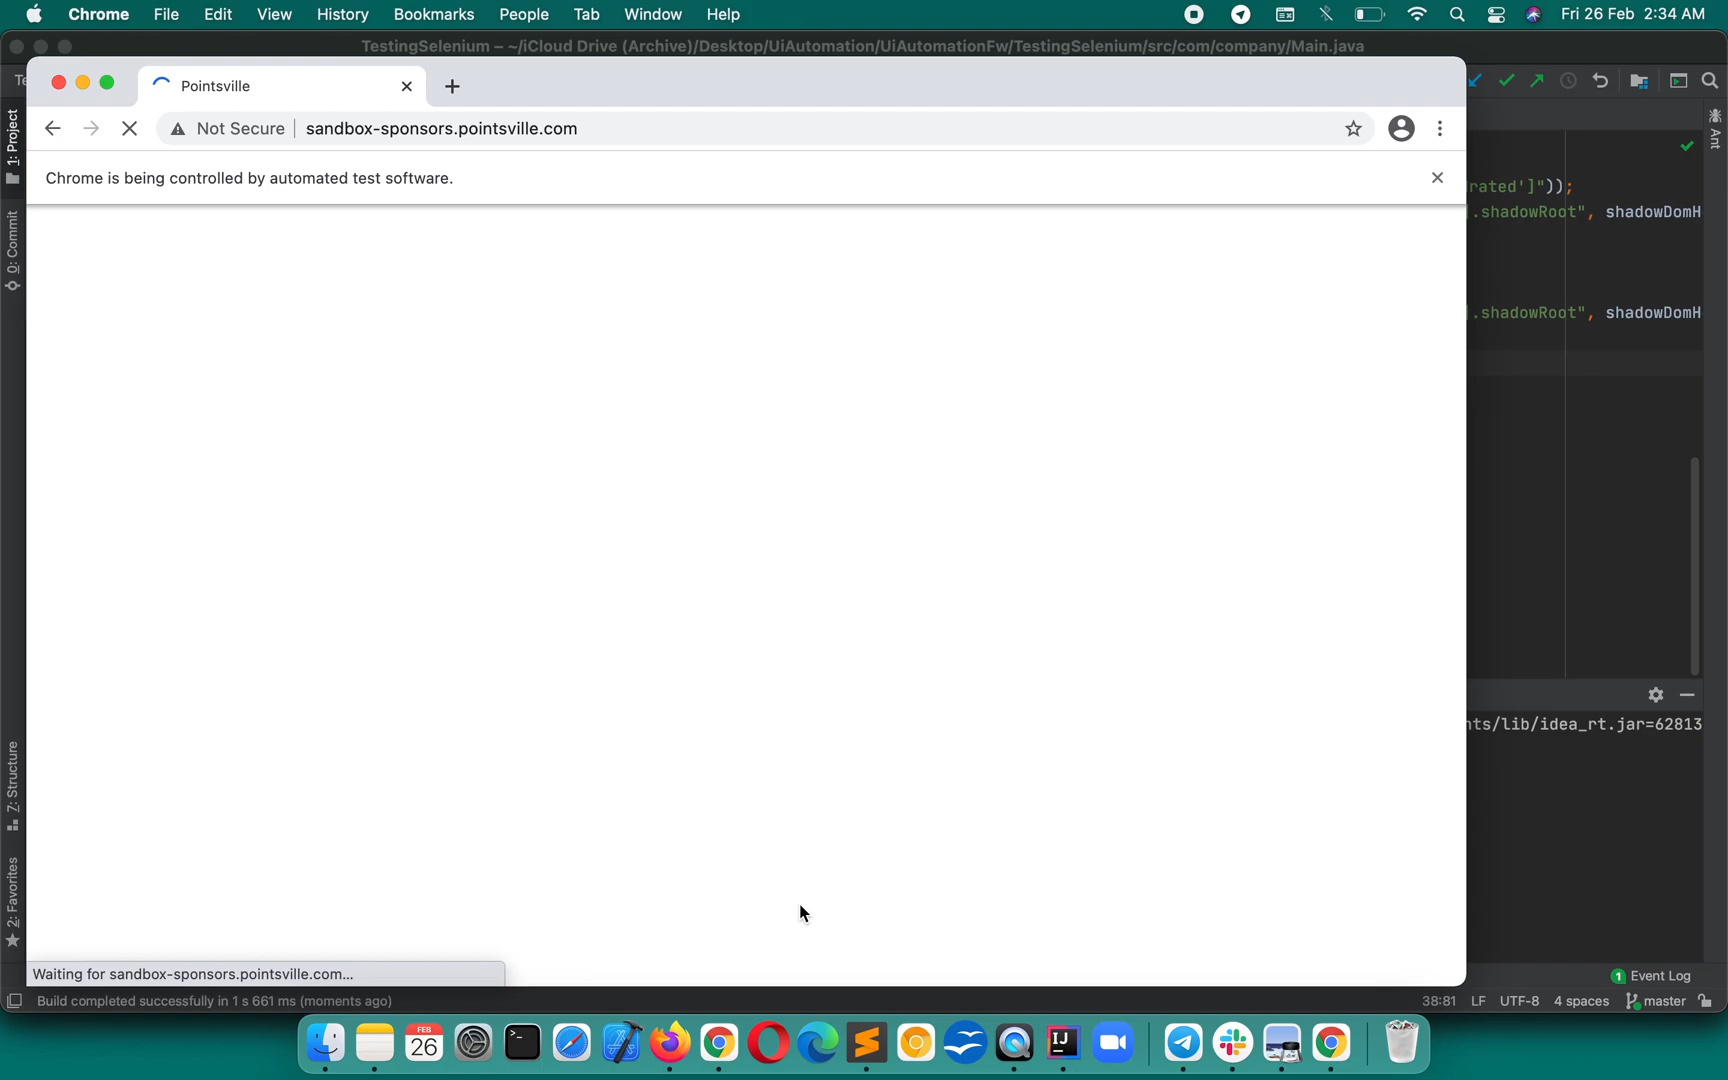 Chrome File Edit View History Bookmarks People Tab Window Help Fri 26 Feb 2:34 AM
TestingSelenium – ~/iCloud Drive (Archive)/Desktop/UiAutomation/UiAutomationFw/TestingSelenium/src/com/company/Main.java
Te
Pointsville
Not Secure sandbox-sponsors.pointsville.com
Chrome is being controlled by automated test software.
1: Project
0: Commit
7: Structure
2: Favorites
Ant
rated']"));
].shadowRoot", shadowDomH
].shadowRoot", shadowDomH
nts/lib/idea_rt.jar=62813
Waiting for sandbox-sponsors.pointsville.com...
1 Event Log
Build completed successfully in 1 s 661 ms (moments ago) 38:81 LF UTF-8 4 spaces master
FEB
26
IJ